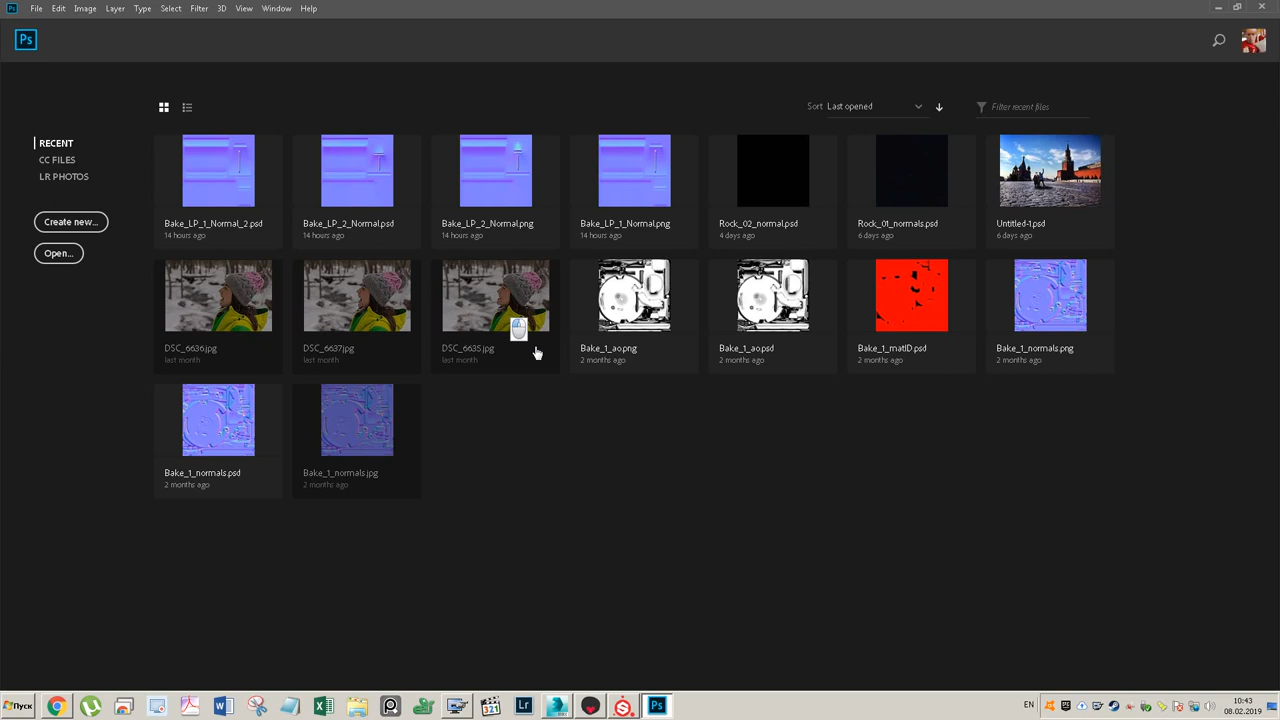 File Edit Image Layer Type Select Filter 3D View Window Help
Ps
Sort Last opened
Filter recent files
RECENT
CC FILES
LR PHOTOS
Create new...
Open...
Bake_LP_1_Normal_2.psd
14 hours ago
Bake_LP_2_Normal.psd
14 hours ago
Bake_LP_2_Normal.png
14 hours ago
Bake_LP_1_Normal.png
14 hours ago
Rock_02_normal.psd
4 days ago
Rock_01_normals.psd
6 days ago
Untitled-1.psd
6 days ago
DSC_6636.jpg
last month
DSC_6637.jpg
last month
DSC_6635.jpg
last month
Bake_1_ao.png
2 months ago
Bake_1_ao.psd
2 months ago
Bake_1_matID.psd
2 months ago
Bake_1_normals.png
2 months ago
Bake_1_normals.psd
2 months ago
Bake_1_normals.jpg
2 months ago
Пуск
Lr
Ps
EN
10:43
08.02.2019